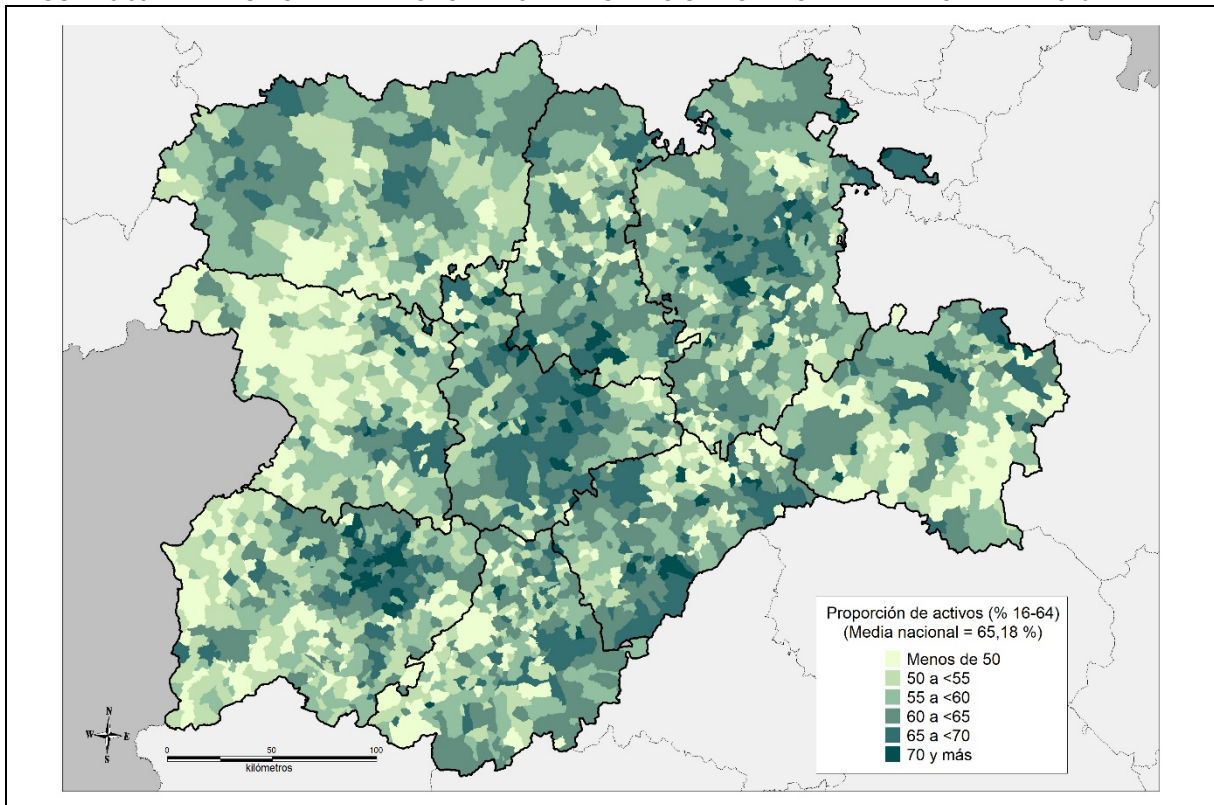 Proporción de activos (% 16-64)
(Media nacional = 65,18 %)
Menos de 50
50 a <55
55 a <60
60 a <65
65 a <70
70 y más
N
W E
S
0 50 100
kilómetros